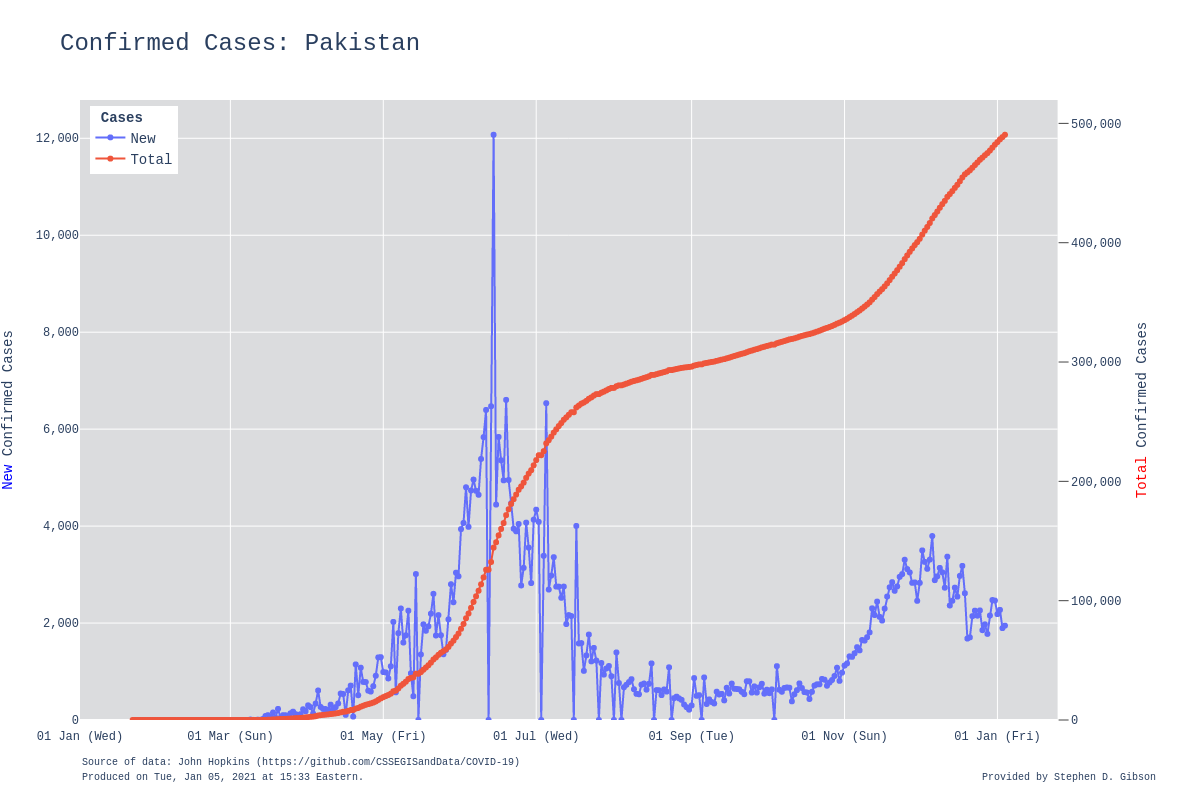 Confirmed Cases: Pakistan
Cases
New
Total
12,000
10,000
8,000
6,000
4,000
2,000
0
New Confirmed Cases
500,000
400,000
300,000
200,000
100,000
0
Total Confirmed Cases
01 Jan (Wed) 01 Mar (Sun) 01 May (Fri) 01 Jul (Wed) 01 Sep (Tue) 01 Nov (Sun) 01 Jan (Fri)
Source of data: John Hopkins (https://github.com/CSSEGISandData/COVID-19)
Produced on Tue, Jan 05, 2021 at 15:33 Eastern.
Provided by Stephen D. Gibson